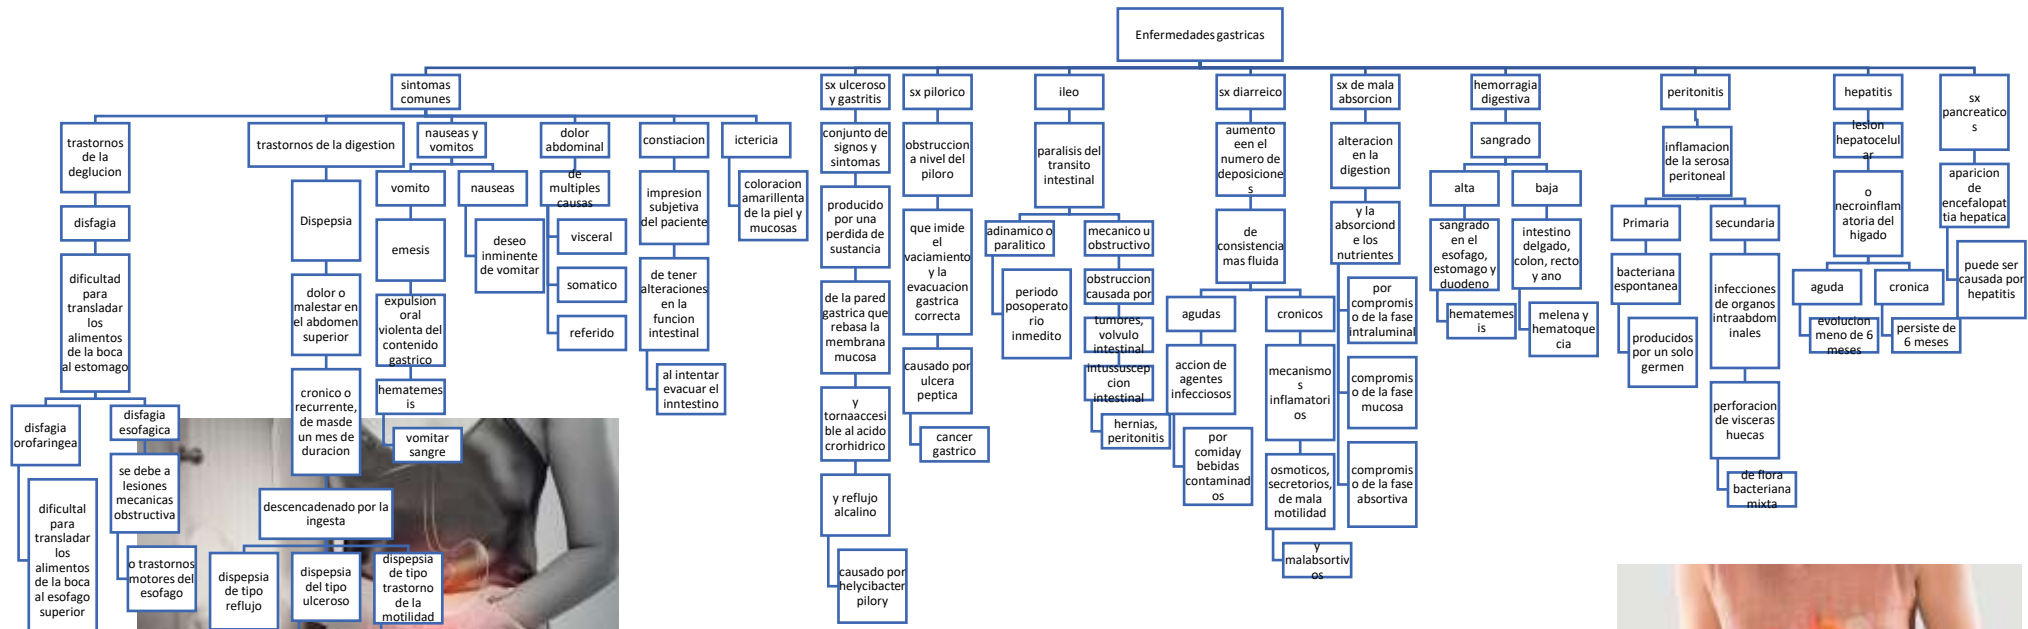 Enfermedades gastricas
sintomas
comunes
trastornos
de la
deglucion
disfagia
dificultad
para
transladar
los
alimentos
de la boca
al estomago
disfagia
orofaringea
dificultal
para
transladar
los
alimentos
de la boca
al esofago
superior
disfagia
esofagica
se debe a
lesiones
mecanicas
obstructiva
o trastornos
motores del
esofago
trastornos de la digestion
Dispepsia
dolor o
malestar en
el abdomen
superior
cronico o
recurrente,
de masde
un mes de
duracion
descencadenado por la
ingesta
dispepsia
de tipo
reflujo
dispepsia
del tipo
ulceroso
dispepsia
de tipo
trastorno
de la
motilidad
nauseas y
vomitos
vomito
emesis
expulsion
oral
violenta del
contenido
gastrico
hematemes
is
vomitar
sangre
nauseas
deseo
inminente
de vomitar
dolor
abdominal
de
multiples
causas
visceral
somatico
referido
constiacion
impresion
subjetiva
del paciente
de tener
alteraciones
en la
funcion
intestinal
al intentar
evacuar el
inntestino
ictericia
coloracion
amarillenta
de la piel y
mucosas
sx ulceroso
y gastritis
conjunto de
signos y
sintomas
producido
por una
perdida de
sustancia
de la pared
gastrica que
rebasa la
membrana
mucosa
y
tornaaccesi
ble al acido
crorhidrico
y reflujo
alcalino
causado por
helycibacter
pilory
sx pilorico
obstruccion
a nivel del
piloro
que imide
el
vaciamiento
y la
evacuacion
gastrica
correcta
causado por
ulcera
peptica
cancer
gastrico
ileo
paralisis del
transito
intestinal
adinamico o
paralitico
periodo
posoperato
rio
inmedito
mecanico u
obstructivo
obstruccion
causada por
tumores,
volvulo
intestinal
intussuscep
cion
intestinal
hernias,
peritonitis
sx diarreico
aumento
een el
numero de
deposicione
s
de
consistencia
mas fluida
agudas
accion de
agentes
infecciosos
por
comiday
bebidas
contaminad
os
cronicos
mecanismo
s
inflamatori
os
osmoticos,
secretorios,
de mala
motilidad
y
malabsortiv
os
sx de mala
absorcion
alteracion
en la
digestion
y la
absorciond
e los
nutrientes
por
compromis
o de la fase
intraluminal
compromis
o de la fase
mucosa
compromis
o de la fase
absortiva
hemorragia
digestiva
sangrado
alta
sangrado
en el
esofago,
estomago y
duodeno
hematemes
is
baja
intestino
delgado,
colon, recto
y ano
melena y
hematoque
cia
peritonitis
inflamacion
de la serosa
peritoneal
Primaria
bacteriana
espontanea
producidos
por un solo
germen
secundaria
infecciones
de organos
intraabdom
inales
perforacion
de visceras
huecas
de flora
bacteriana
mixta
hepatitis
lesion
hepatocelul
ar
o
necroinflam
atoria del
higado
aguda
evolucion
meno de 6
meses
cronica
persiste de
6 meses
sx
pancreatico
s
aparicion
de
encefalopat
tia hepatica
puede ser
causada por
hepatitis